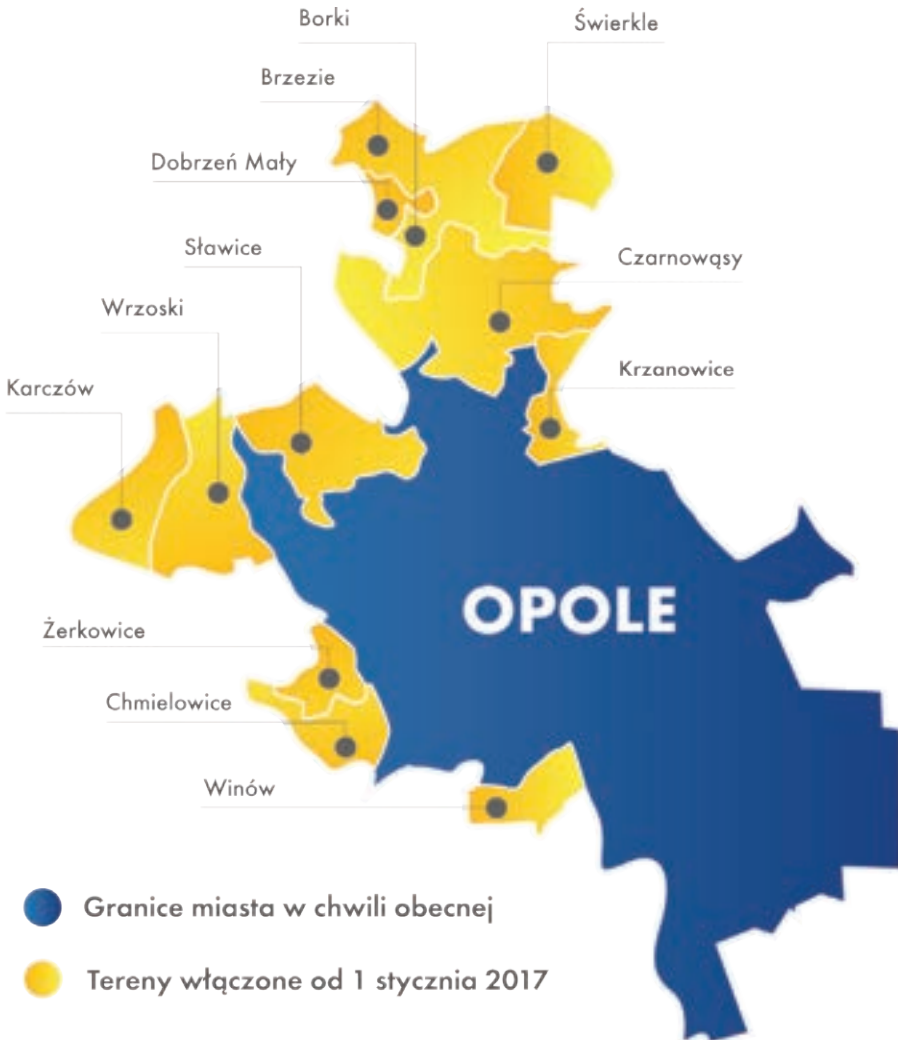 Borki
Świerkle
Brzezie
Dobrzeń Mały
Sławice
Czarnowąsy
Wrzoski
Krzanowice
Karczów
OPOLE
Żerkowice
Chmielowice
Winów
Granice miasta w chwili obecnej
Tereny włączone od 1 stycznia 2017